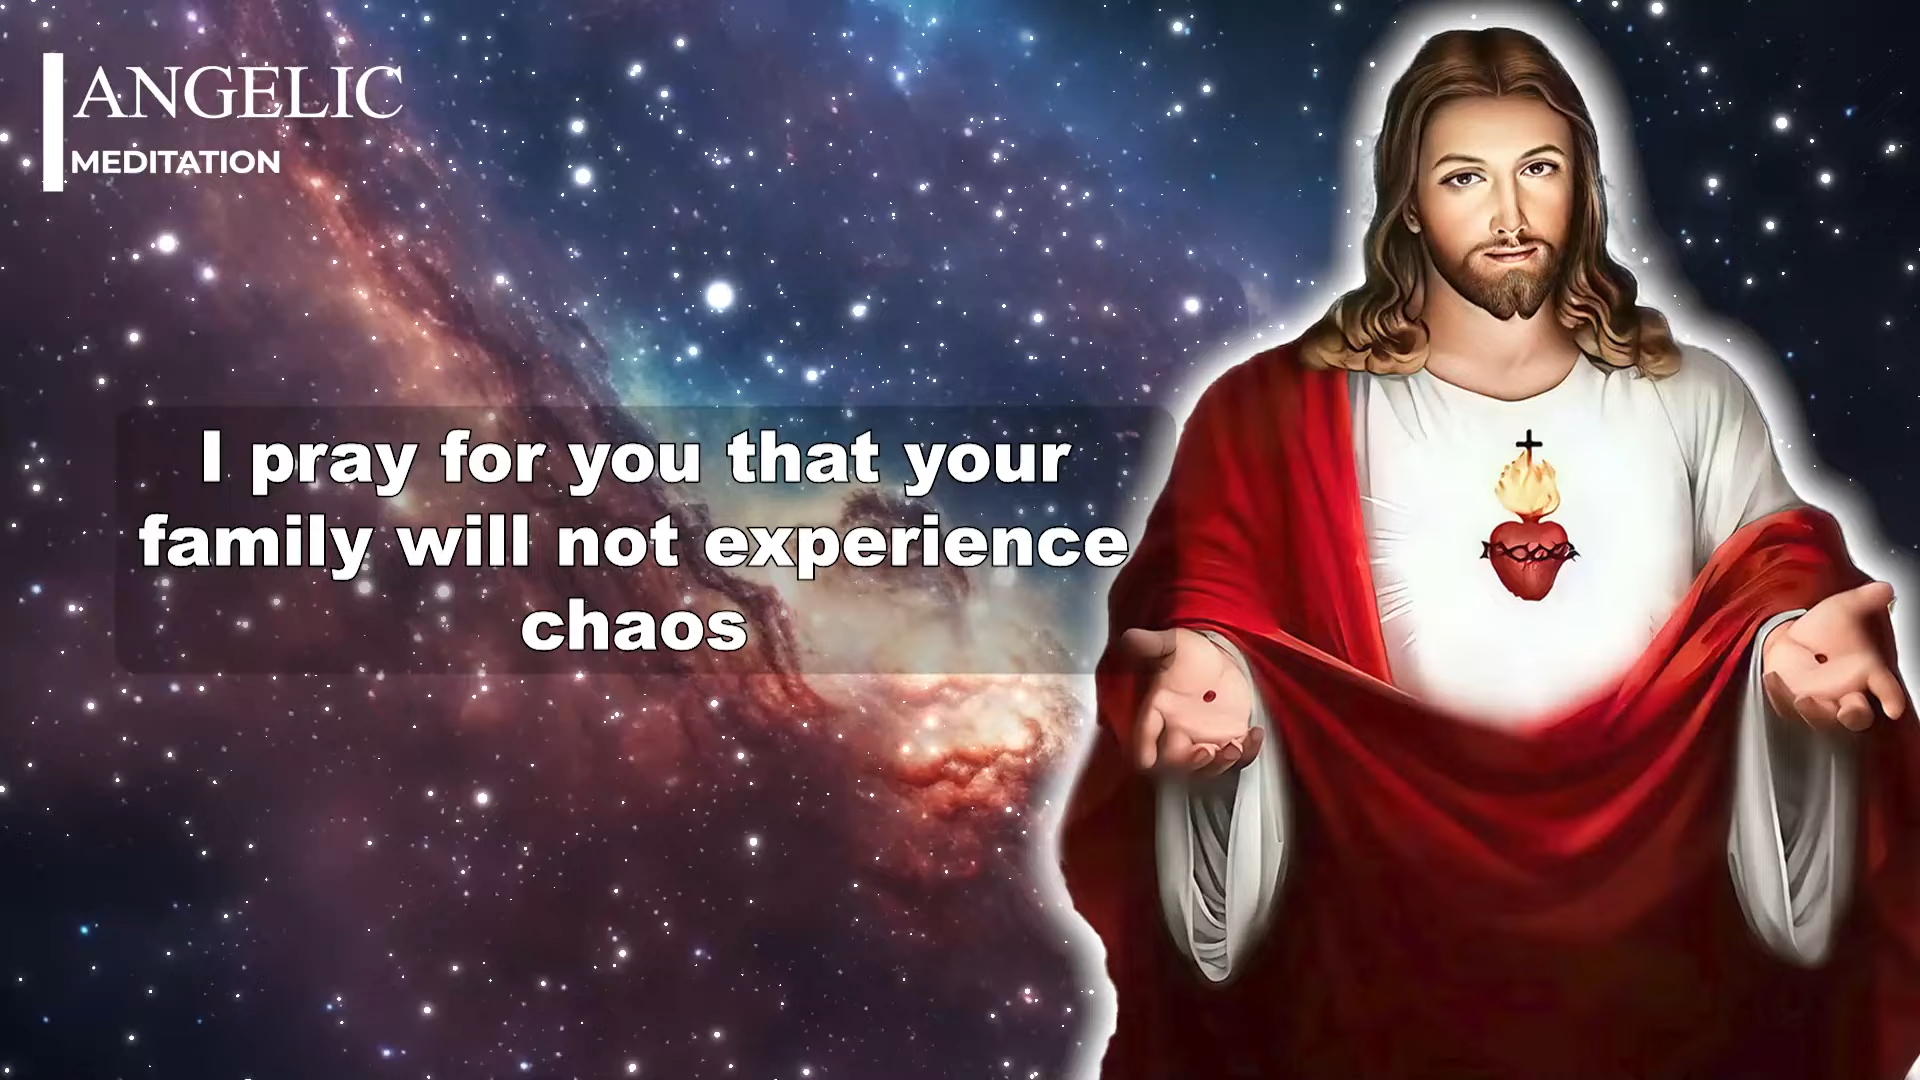 ANGELIC
MEDITATION
I pray for you that your
family will not experience
chaos